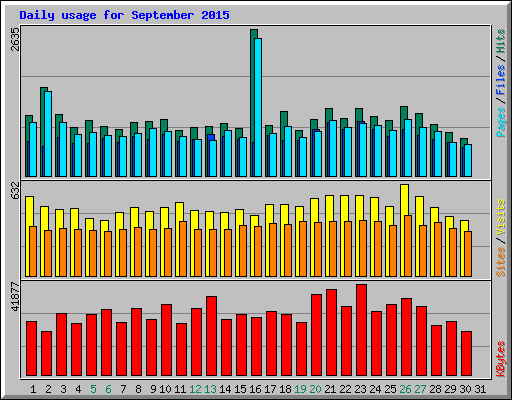 Daily usage for September 2015
2635
Pages / Files / Hits
632
Sites / Visits
41877
KBytes
1 2 3 4 5 6 7 8 9 10 11 12 13 14 15 16 17 18 19 20 21 22 23 24 25 26 27 28 29 30 31